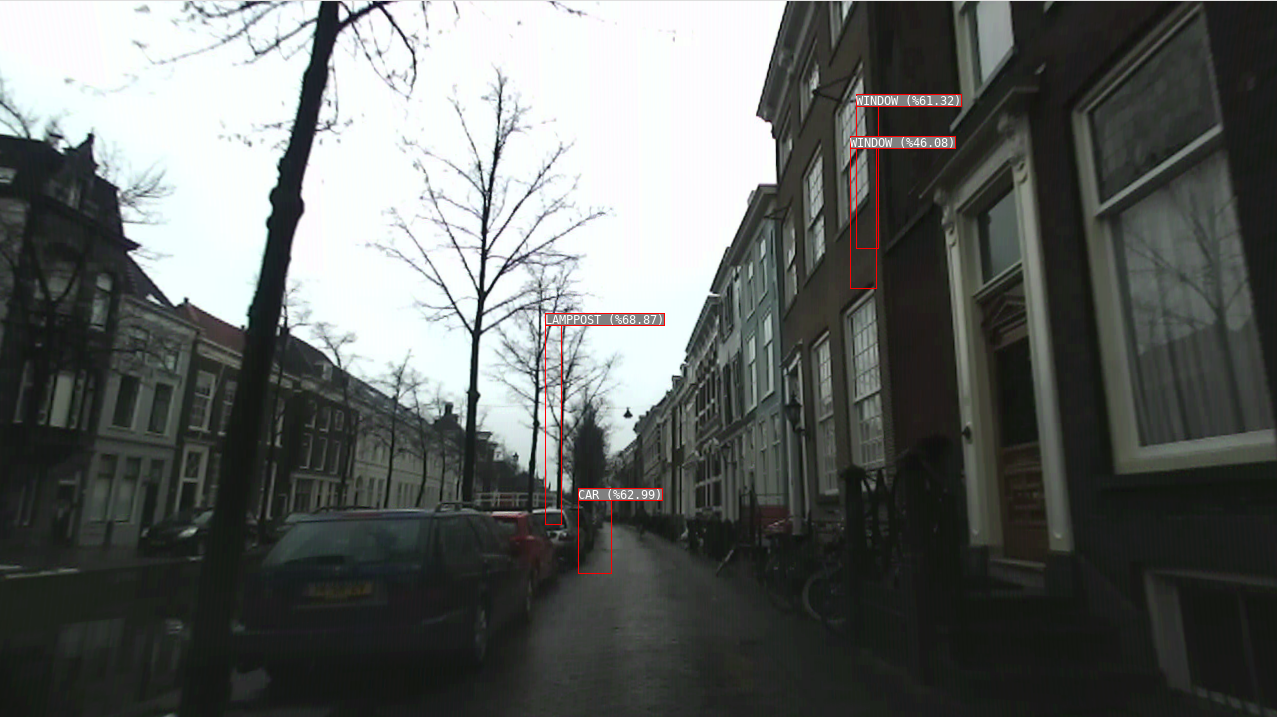 WINDOW (%61.32)
WINDOW (%46.08)
LAMPPOST (%68.87)
CAR (%62.99)